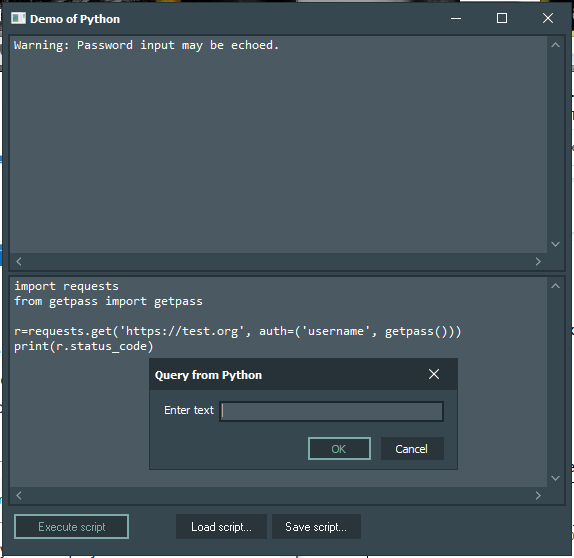 Demo of Python
Warning: Password input may be echoed.
import requests
from getpass import getpass
r=requests.get('https://test.org', auth=('username', getpass()))
print(r.status_code)
Query from Python
Enter text
OK
Cancel
Execute script
Load script...
Save script...